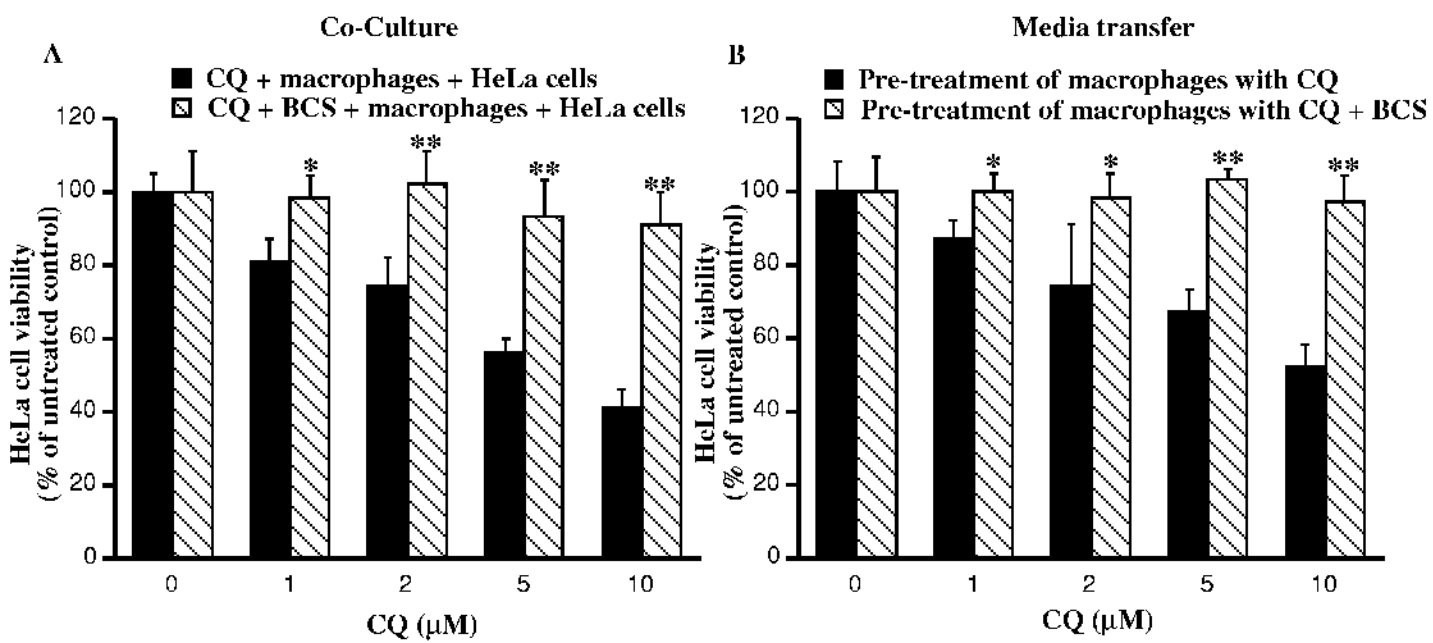 Co-Culture
A
CQ + macrophages + HeLa cells
CQ + BCS + macrophages + HeLa cells
HeLa cell viability
(% of untreated control)
120
100
80
60
40
20
0
* ** ** **
0 1 2 5 10
CQ (μM)
Media transfer
B
Pre-treatment of macrophages with CQ
Pre-treatment of macrophages with CQ + BCS
HeLa cell viability
(% of untreated control)
120
100
80
60
40
20
0
* * ** **
0 1 2 5 10
CQ (μM)